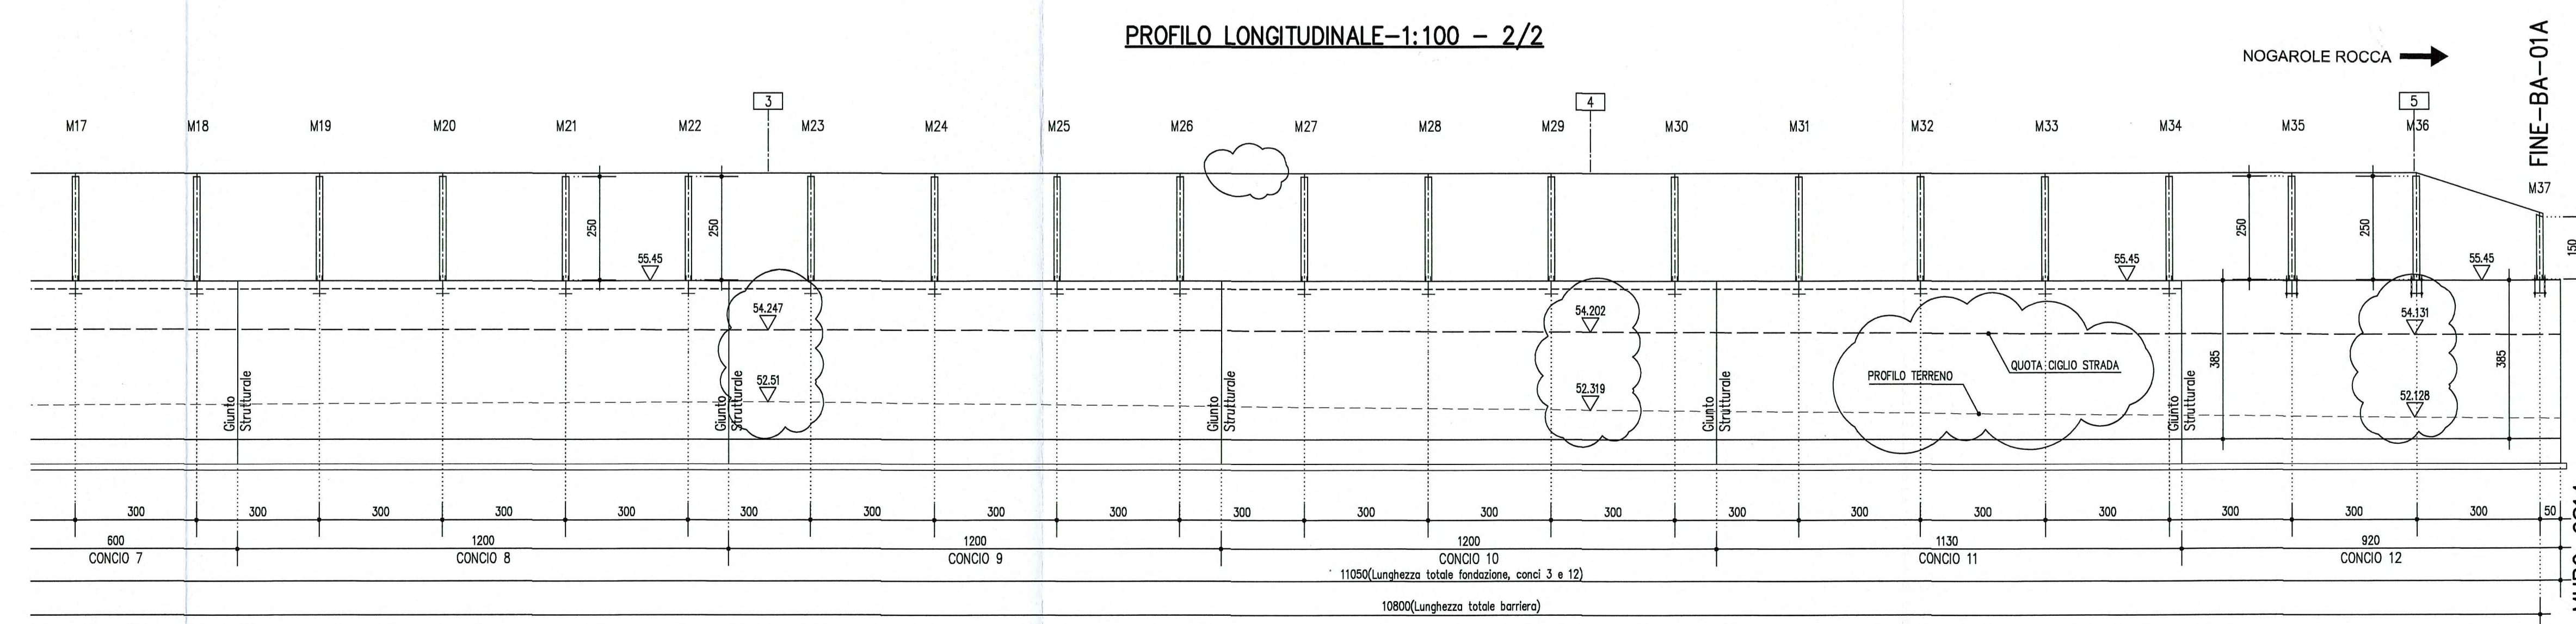 PROFILO LONGITUDINALE-1:100 - 2/2
NOGAROLE ROCCA
FINE-BA-01A
3
4
5
M17 M18 M19 M20 M21 M22 M23 M24 M25 M26 M27 M28 M29 M30 M31 M32 M33 M34 M35 M36
M37
250
250
250
250
150
55.45
55.45
55.45
54.247
54.202
54.131
52.51
52.319
52.128
QUOTA CIGLIO STRADA
PROFILO TERRENO
385
385
Giunto
Strutturale
Giunto
Strutturale
Giunto
Strutturale
Giunto
Strutturale
Giunto
Strutturale
300 300 300 300 300 300 300 300 300 300 300 300 300 300 300 300 300 300 300 300 50
600 1200 1200 1200 1130 920
CONCIO 7 CONCIO 8 CONCIO 9 CONCIO 10 CONCIO 11 CONCIO 12
11050(Lunghezza totale fondazione, conci 3 e 12)
10800(Lunghezza totale barriera)